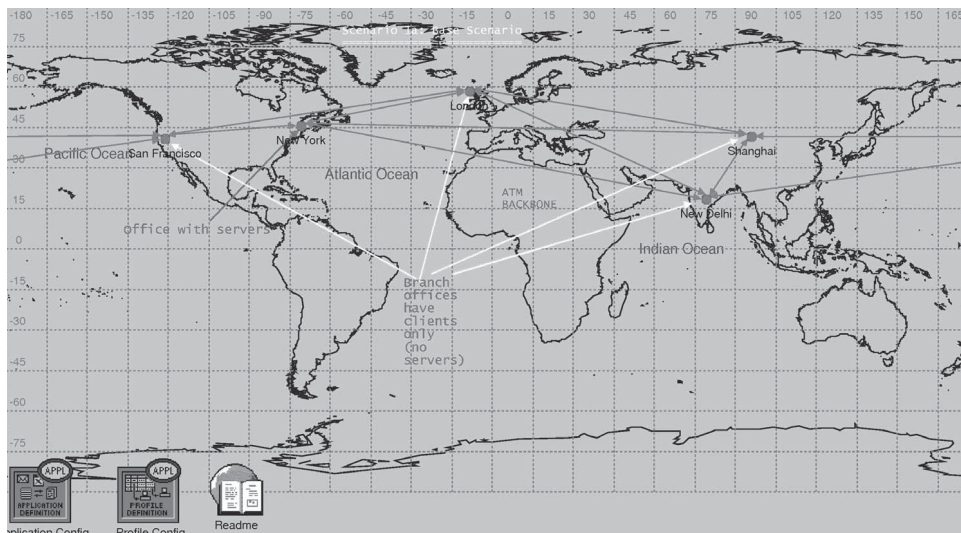 -180 -165 -150 -135 -120 -105 -90 -75 -60 -45 -30 -15 0 15 30 45 60 75 90 105 120 135 150 165
Scenario 1a: Base Scenario
75
60
London
45
New York
Pacific Ocean
San Francisco
Shanghai
30
Atlantic Ocean
ATM
BACKBONE
15
New Delhi
Office with servers
0
Indian Ocean
-15
Branch
offices
have
clients
only
(no
servers)
-30
-45
-60
-75
APPL
APPLICATION
DEFINITION
APPL
PROFILE
DEFINITION
plication Config
Profile Config
Readme